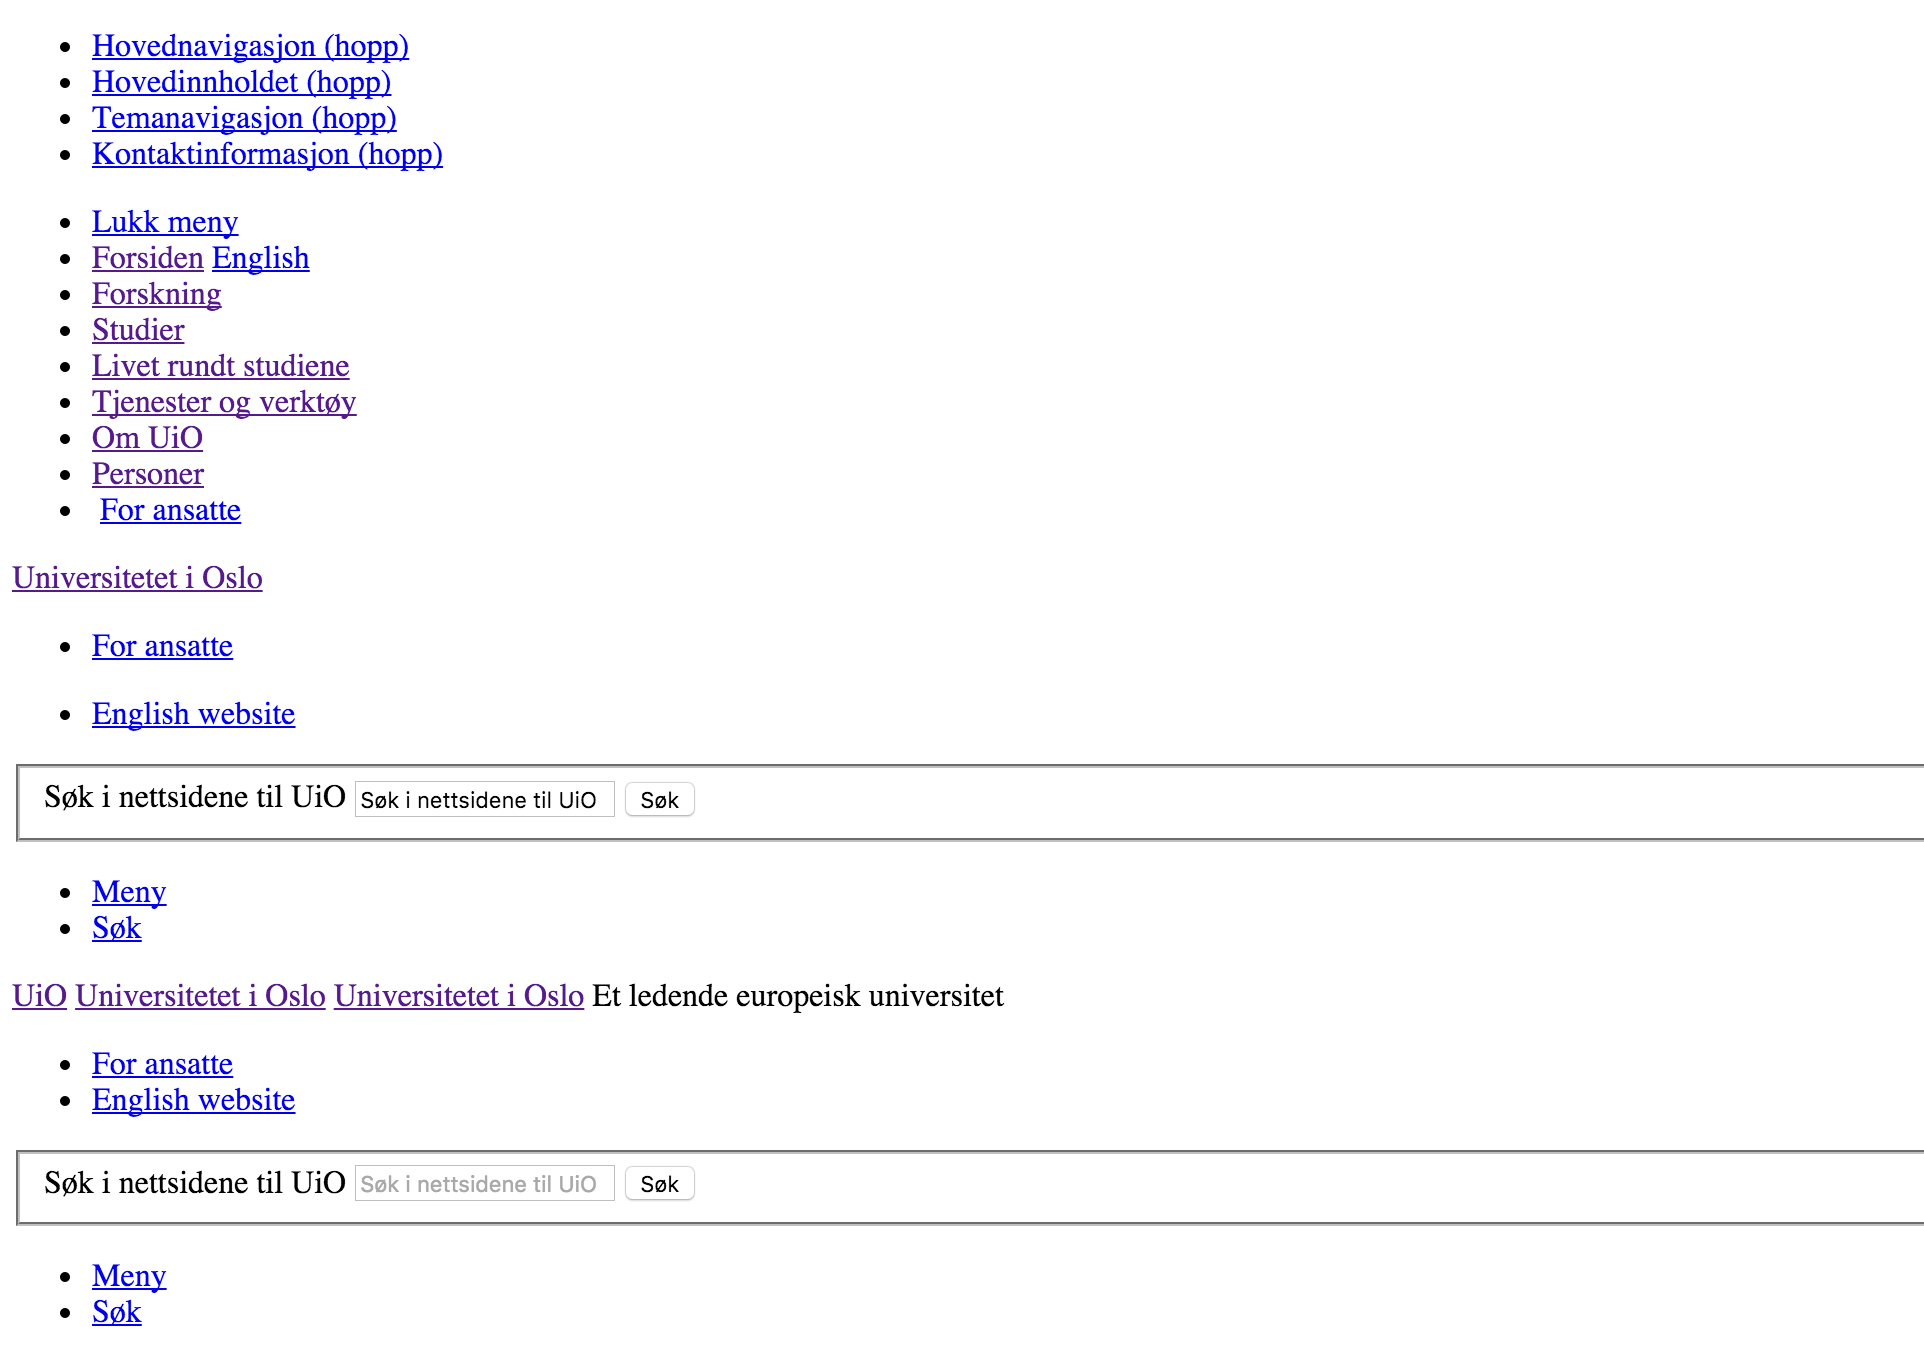 Hovednavigasjon (hopp)
Hovedinnholdet (hopp)
Temanavigasjon (hopp)
Kontaktinformasjon (hopp)
Lukk meny
Forsiden English
Forskning
Studier
Livet rundt studiene
Tjenester og verktøy
Om UiO
Personer
For ansatte
Universitetet i Oslo
For ansatte
English website
Søk i nettsidene til UiO Søk i nettsidene til UiO Søk
Meny
Søk
UiO Universitetet i Oslo Universitetet i Oslo Et ledende europeisk universitet
For ansatte
English website
Søk i nettsidene til UiO Søk i nettsidene til UiO Søk
Meny
Søk